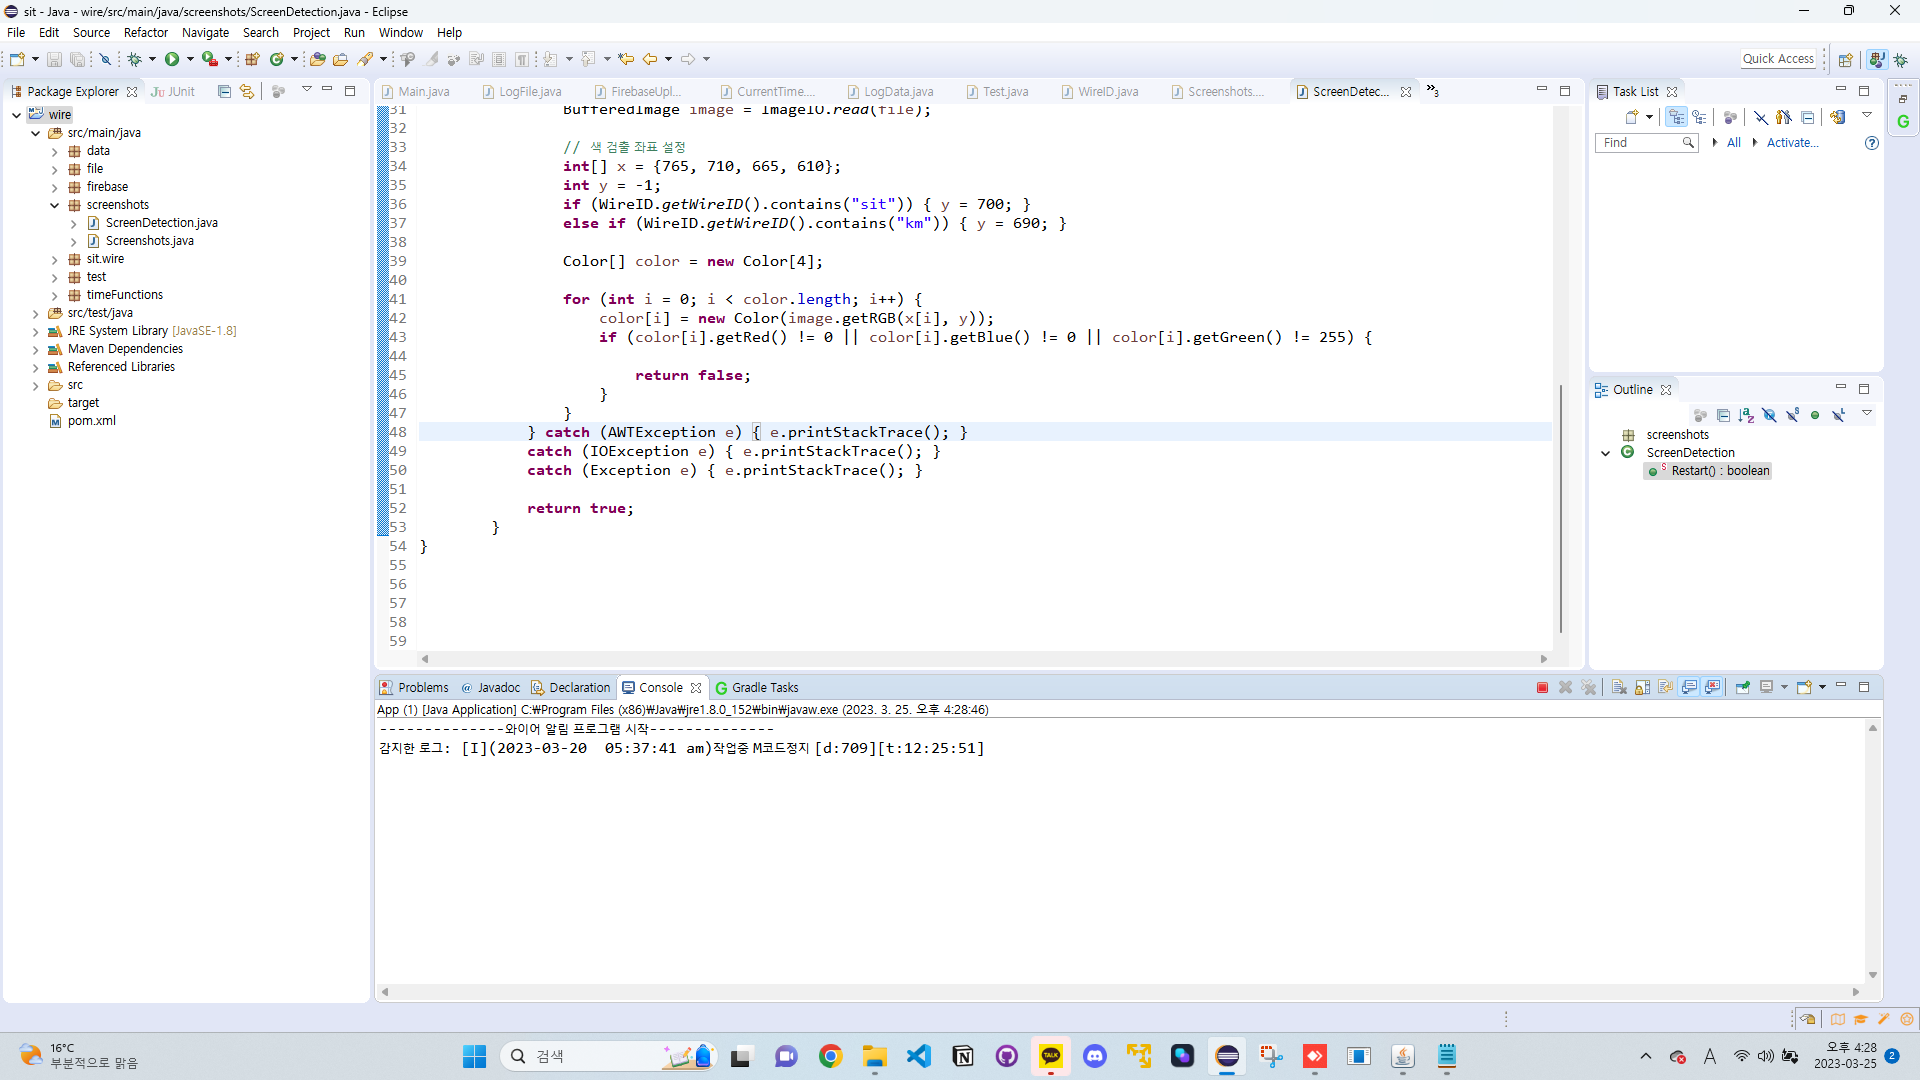 sit - Java - wire/src/main/java/screenshots/ScreenDetection.java - Eclipse
File Edit Source Refactor Navigate Search Project Run Window Help
Quick Access
Package Explorer
JUnit
wire
src/main/java
data
file
firebase
screenshots
ScreenDetection.java
Screenshots.java
sit.wire
test
timeFunctions
src/test/java
JRE System Library [JavaSE-1.8]
Maven Dependencies
Referenced Libraries
src
target
pom.xml
Main.java LogFile.java FirebaseUpl... CurrentTime.... LogData.java Test.java WireID.java Screenshots.... ScreenDetec... »3
31 BufferedImage image = ImageIO.read(file);
32
33 // 색 검출 좌표 설정
34 int[] x = {765, 710, 665, 610};
35 int y = -1;
36 if (WireID.getWireID().contains("sit")) { y = 700; }
37 else if (WireID.getWireID().contains("km")) { y = 690; }
38
39 Color[] color = new Color[4];
40
41 for (int i = 0; i < color.length; i++) {
42 color[i] = new Color(image.getRGB(x[i], y));
43 if (color[i].getRed() != 0 || color[i].getBlue() != 0 || color[i].getGreen() != 255) {
44
45 return false;
46 }
47 }
48 } catch (AWTException e) { e.printStackTrace(); }
49 catch (IOException e) { e.printStackTrace(); }
50 catch (Exception e) { e.printStackTrace(); }
51
52 return true;
53 }
54 }
55
56
57
58
59
Task List
Find
All
Activate...
Outline
screenshots
ScreenDetection
Restart() : boolean
Problems @ Javadoc Declaration Console Gradle Tasks
App (1) [Java Application] C:₩Program Files (x86)₩Java₩jre1.8.0_152₩bin₩javaw.exe (2023. 3. 25. 오후 4:28:46)
--------------와이어 알림 프로그램 시작--------------
감지한 로그: [I](2023-03-20  05:37:41 am)작업중 M코드정지 [d:709][t:12:25:51]
16°C
부분적으로 맑음
검색
TALK
A
오후 4:28
2023-03-25
2